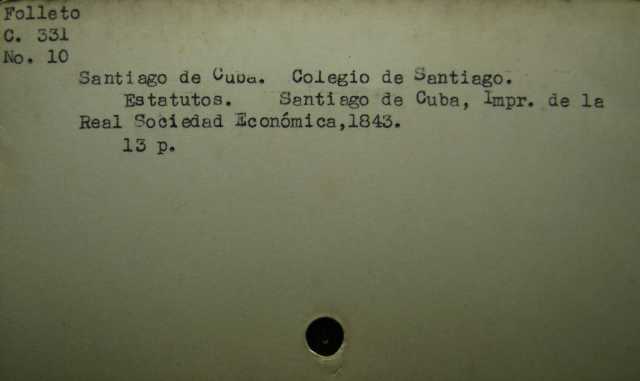 Folleto
C. 331
No. 10
Santiago de Cuba. Colegio de Santiago.
Estatutos. Santiago de Cuba, Impr. de la
Real Sociedad Económica,1843.
13 p.